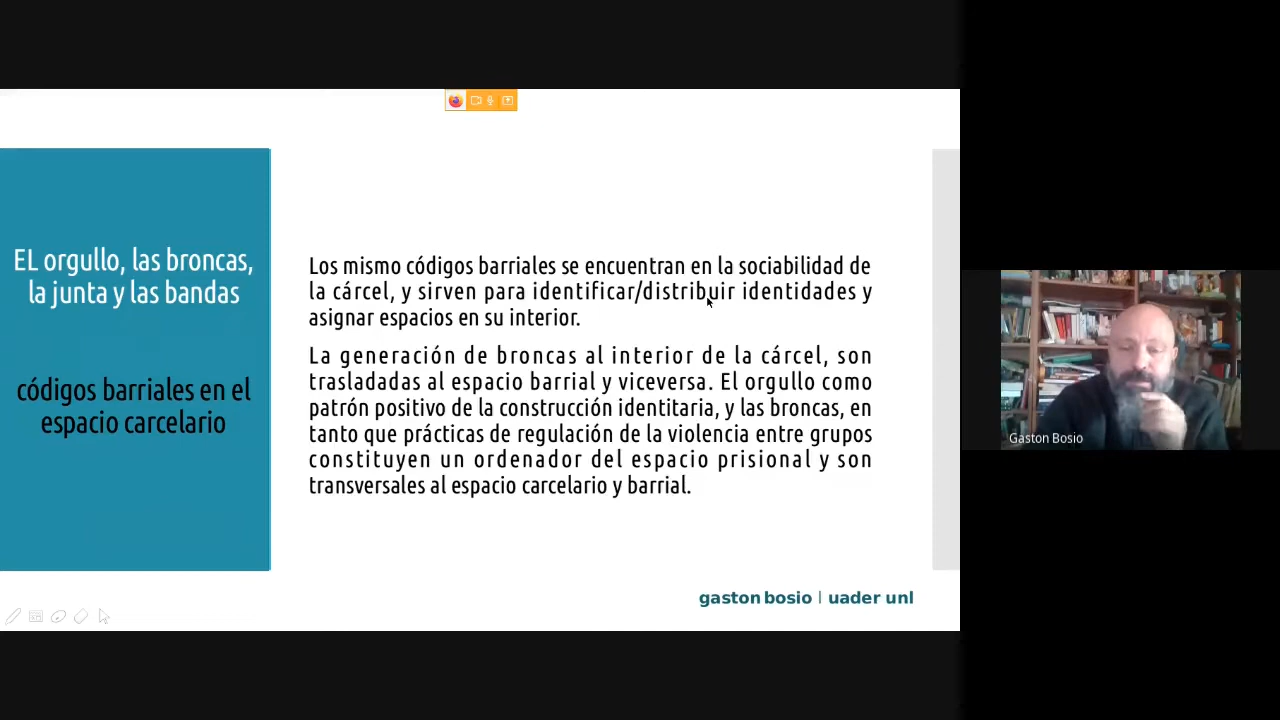 EL orgullo, las broncas,
la junta y las bandas
códigos barriales en el
espacio carcelario
Los mismo códigos barriales se encuentran en la sociabilidad de
la cárcel, y sirven para identificar/distribuir identidades y
asignar espacios en su interior.
La generación de broncas al interior de la cárcel, son
trasladadas al espacio barrial y viceversa. El orgullo como
patrón positivo de la construcción identitaria, y las broncas, en
tanto que prácticas de regulación de la violencia entre grupos
constituyen un ordenador del espacio prisional y son
transversales al espacio carcelario y barrial.
gaston bosio | uader unl
Gaston Bosio